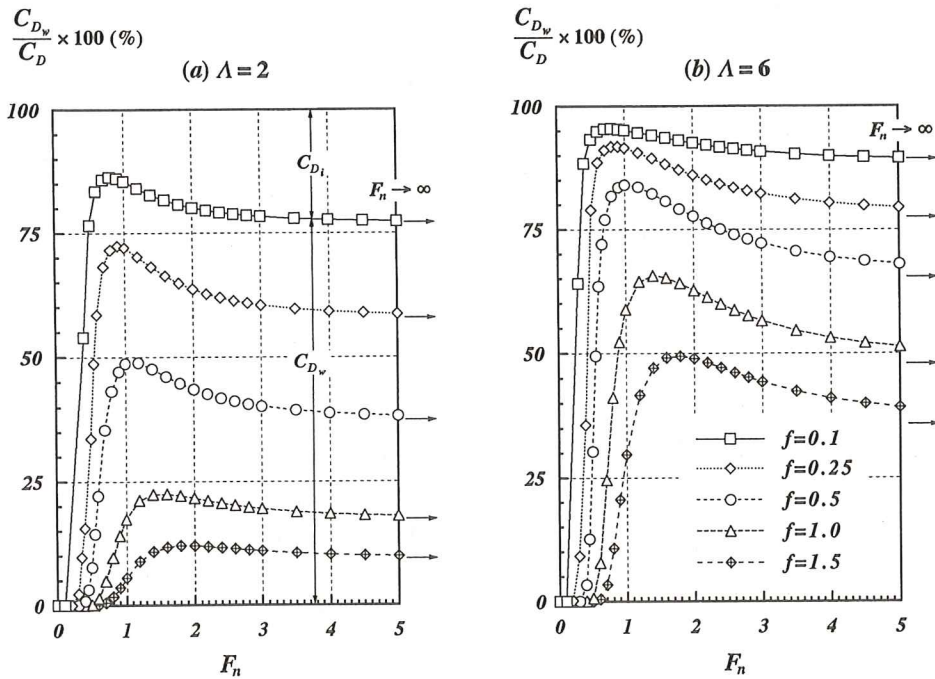 C_{D_w}/C_D × 100 (%)
(a) Λ = 2
100
75
50
25
0
C_{D_i}
F_n → ∞
C_{D_w}
0 1 2 3 4 5
F_n
C_{D_w}/C_D × 100 (%)
(b) Λ = 6
100
75
50
25
0
F_n → ∞
f=0.1
f=0.25
f=0.5
f=1.0
f=1.5
0 1 2 3 4 5
F_n